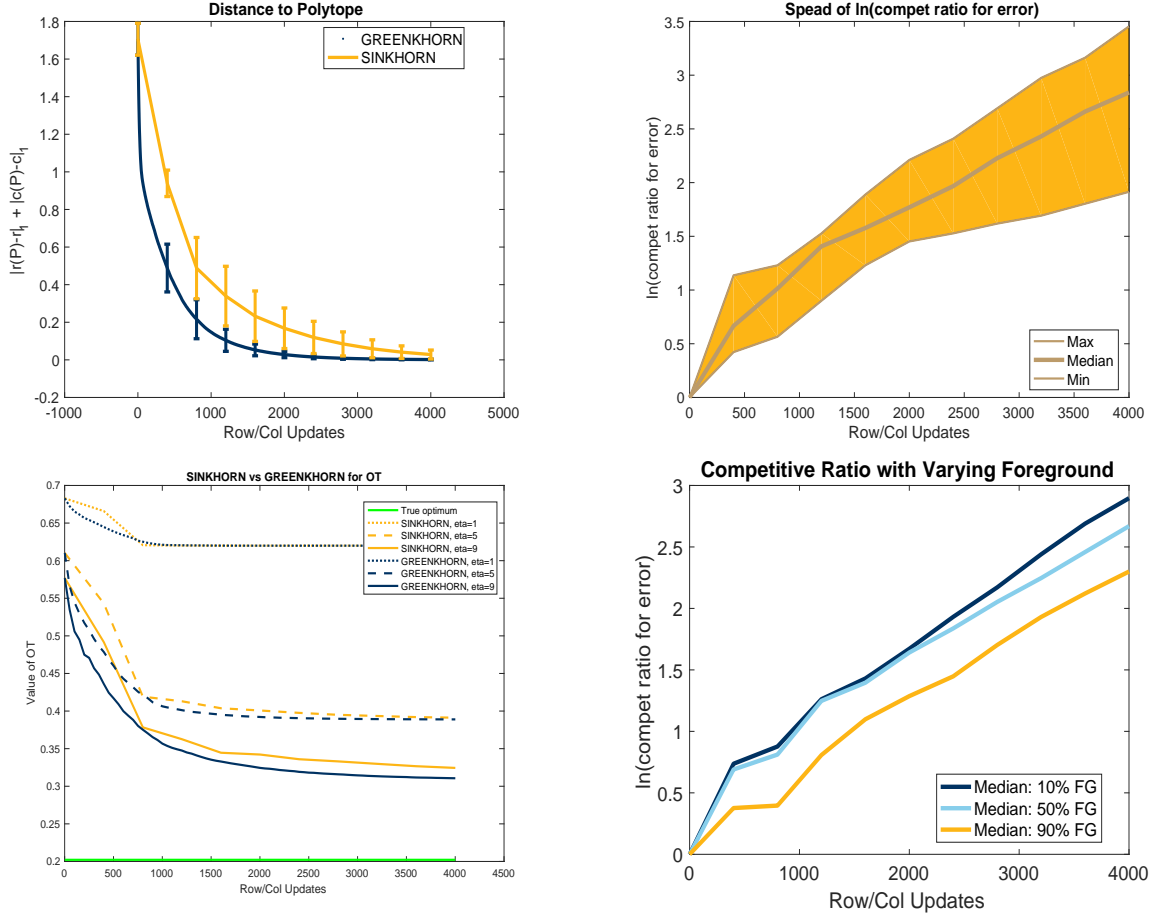 Distance to Polytope
1.8
1.6
1.4
1.2
1
0.8
0.6
0.4
0.2
0
-0.2
|r(P)-r|₁ + |c(P)-c|₁
GREENKHORN
SINKHORN
-1000 0 1000 2000 3000 4000 5000
Row/Col Updates
Spead of ln(compet ratio for error)
3.5
3
2.5
2
1.5
1
0.5
0
ln(compet ratio for error)
Max
Median
Min
0 500 1000 1500 2000 2500 3000 3500 4000
Row/Col Updates
SINKHORN vs GREENKHORN for OT
0.7
0.65
0.6
0.55
0.5
0.45
0.4
0.35
0.3
0.25
0.2
Value of OT
True optimum
SINKHORN, eta=1
SINKHORN, eta=5
SINKHORN, eta=9
GREENKHORN, eta=1
GREENKHORN, eta=5
GREENKHORN, eta=9
0 500 1000 1500 2000 2500 3000 3500 4000 4500
Row/Col Updates
Competitive Ratio with Varying Foreground
3
2.5
2
1.5
1
0.5
0
ln(compet ratio for error)
Median: 10% FG
Median: 50% FG
Median: 90% FG
0 1000 2000 3000 4000
Row/Col Updates